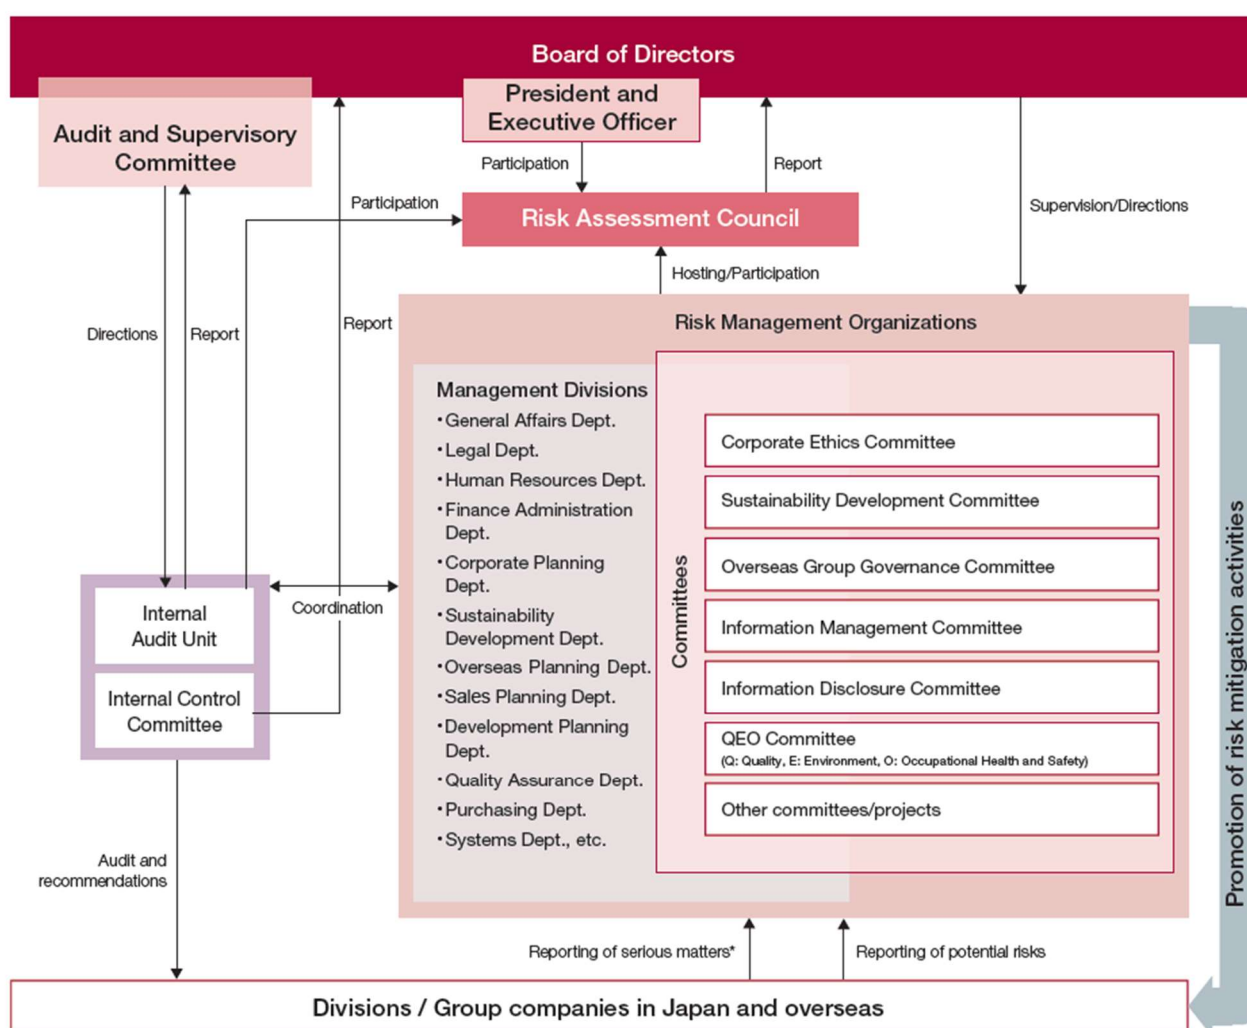 Board of Directors
President and
Executive Officer
Audit and Supervisory
Committee
Participation
Report
Participation
Risk Assessment Council
Supervision/Directions
Hosting/Participation
Directions
Report
Report
Risk Management Organizations
Management Divisions
・General Affairs Dept.
・Legal Dept.
・Human Resources Dept.
・Finance Administration
Dept.
・Corporate Planning
Dept.
・Sustainability
Development Dept.
・Overseas Planning Dept.
・Sales Planning Dept.
・Development Planning
Dept.
・Quality Assurance Dept.
・Purchasing Dept.
・Systems Dept., etc.
Committees
Corporate Ethics Committee
Sustainability Development Committee
Overseas Group Governance Committee
Information Management Committee
Information Disclosure Committee
QEO Committee
(Q: Quality, E: Environment, O: Occupational Health and Safety)
Other committees/projects
Promotion of risk mitigation activities
Coordination
Internal
Audit Unit
Internal Control
Committee
Audit and
recommendations
Reporting of serious matters*
Reporting of potential risks
Divisions / Group companies in Japan and overseas